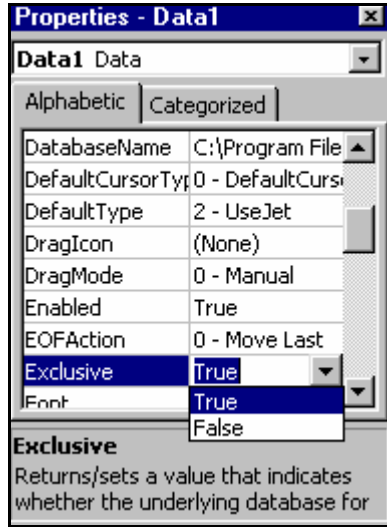 Properties - Data1
Data1 Data
Alphabetic Categorized
DatabaseName C:\Program File
DefaultCursorTyp 0 - DefaultCurs
DefaultType 2 - UseJet
DragIcon (None)
DragMode 0 - Manual
Enabled True
EOFAction 0 - Move Last
Exclusive True
Font True
False
Exclusive
Returns/sets a value that indicates
whether the underlying database for